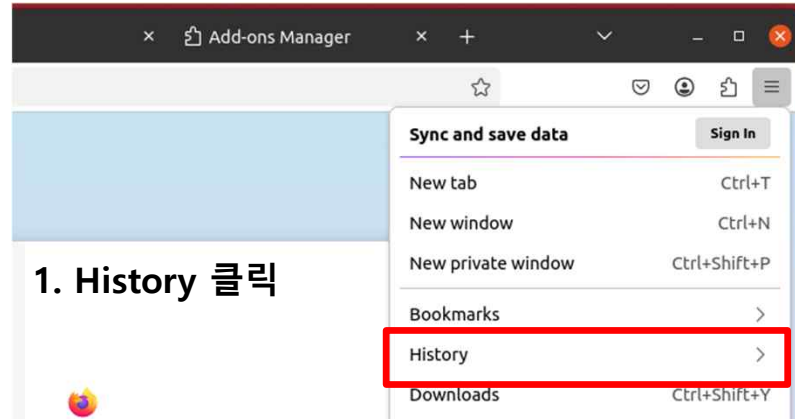 Add-ons Manager
Sync and save data Sign In
New tab Ctrl+T
New window Ctrl+N
New private window Ctrl+Shift+P
1. History 클릭
Bookmarks
History
Downloads Ctrl+Shift+Y